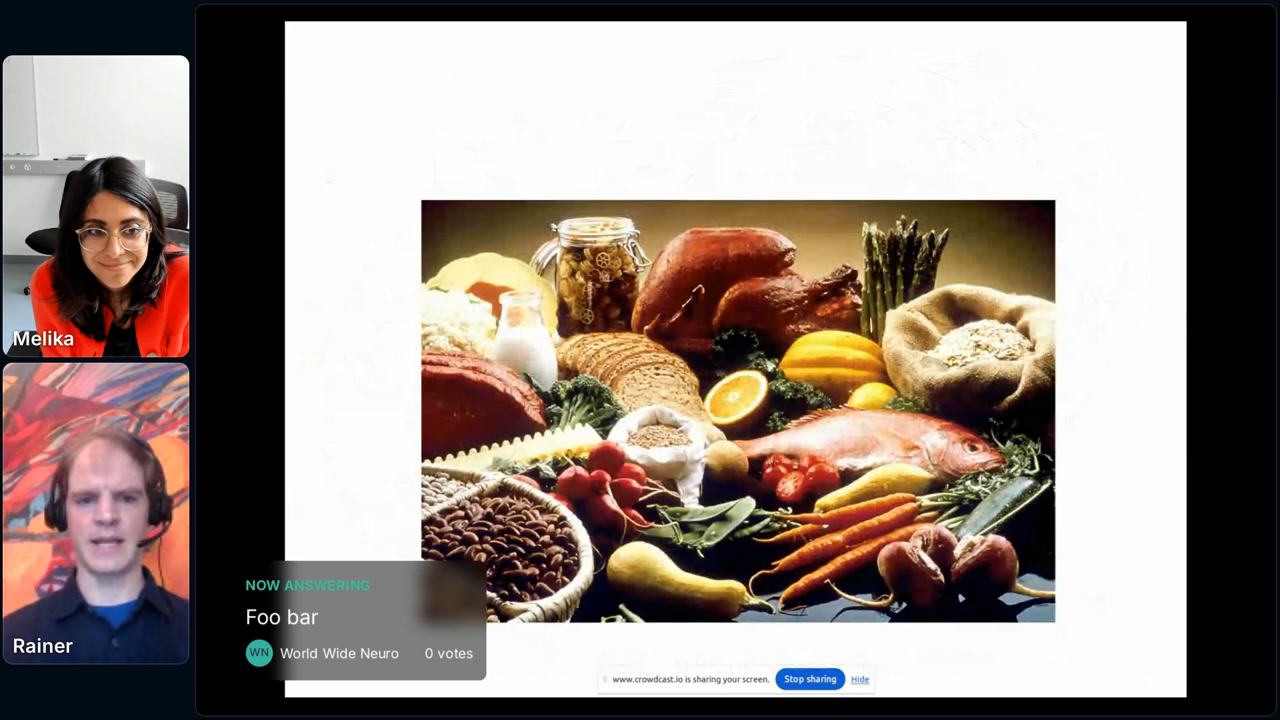 Melika
Rainer
NOW ANSWERING
Foo bar
WN World Wide Neuro 0 votes
www.crowdcast.io is sharing your screen. Stop sharing Hide